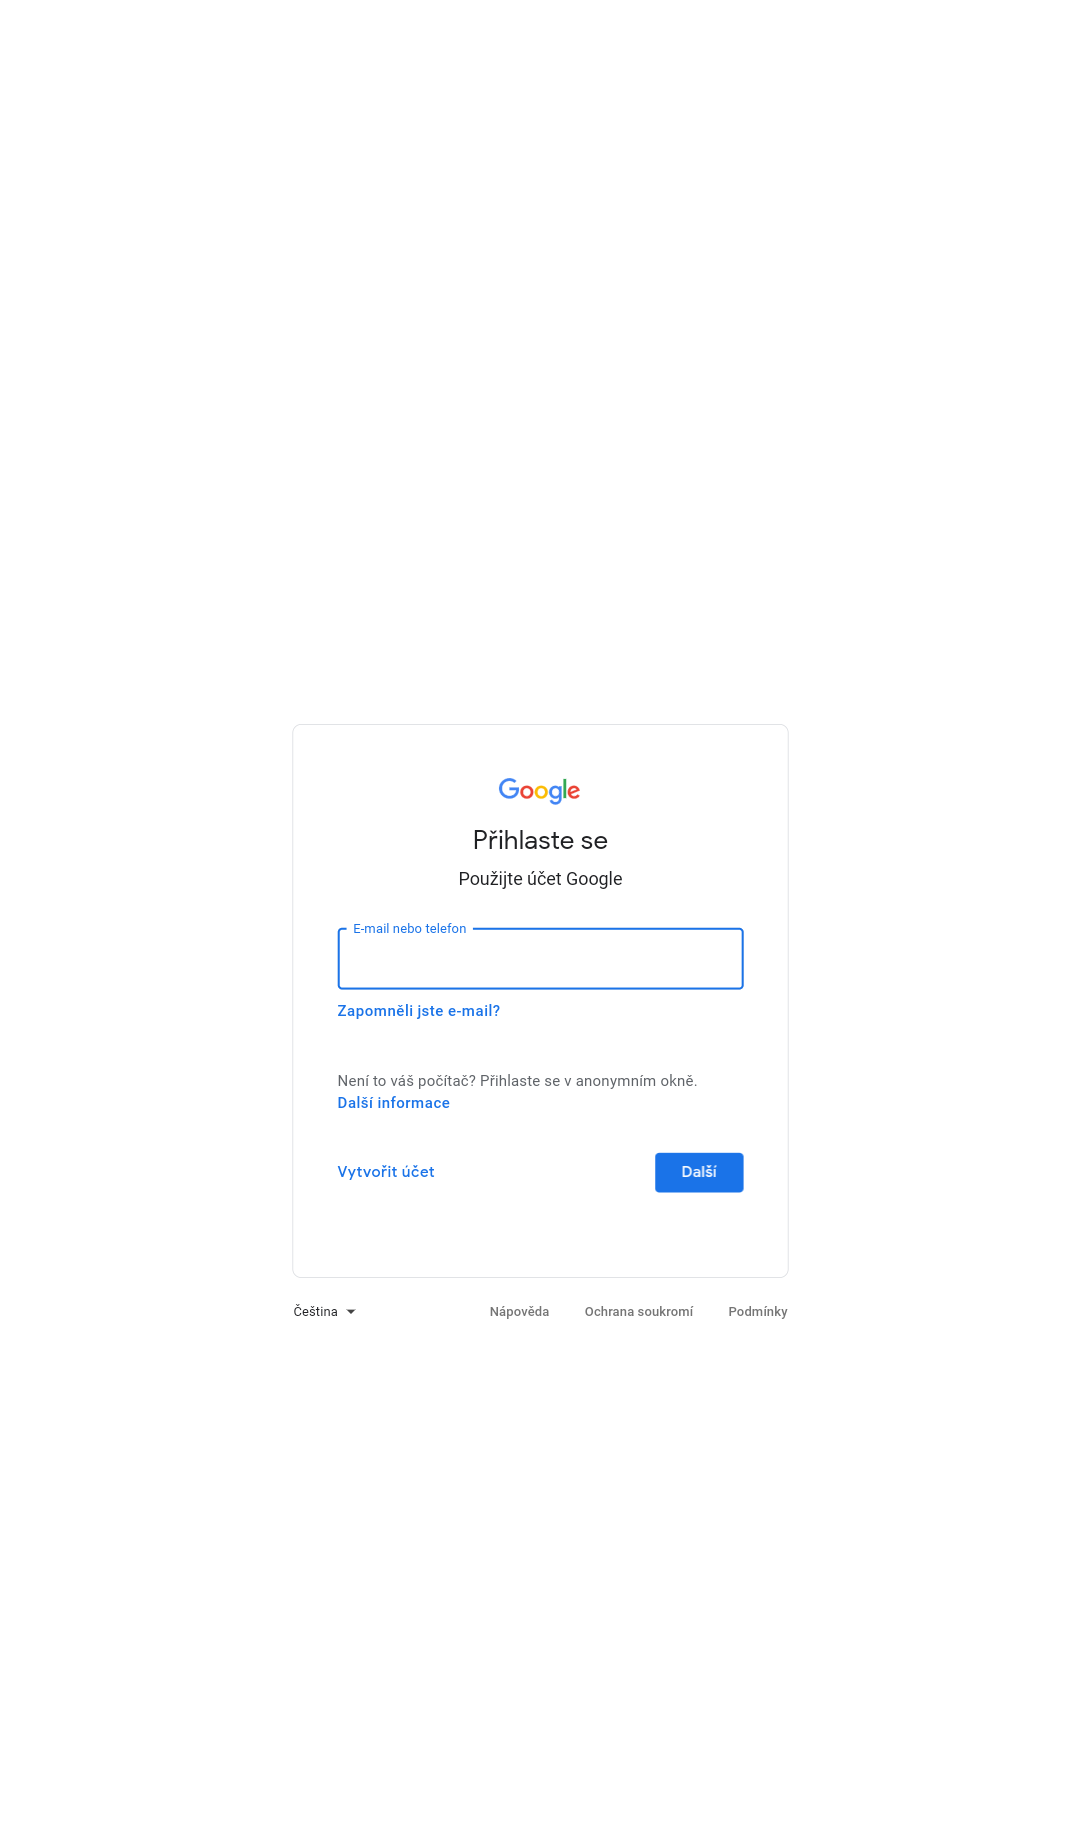 Google
Přihlaste se
Použijte účet Google
E-mail nebo telefon
Zapomněli jste e-mail?
Není to váš počítač? Přihlaste se v anonymním okně.
Další informace
Vytvořit účet
Další
Čeština
Nápověda
Ochrana soukromí
Podmínky